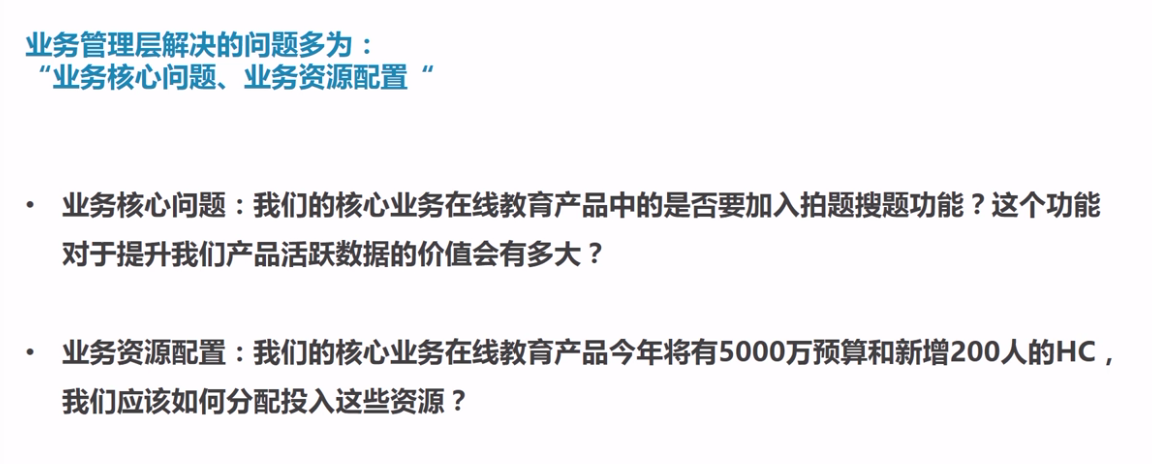 业务管理层解决的问题多为：
“业务核心问题、业务资源配置“
• 业务核心问题：我们的核心业务在线教育产品中的是否要加入拍题搜题功能？这个功能
对于提升我们产品活跃数据的价值会有多大？
• 业务资源配置：我们的核心业务在线教育产品今年将有5000万预算和新增200人的HC，
我们应该如何分配投入这些资源？